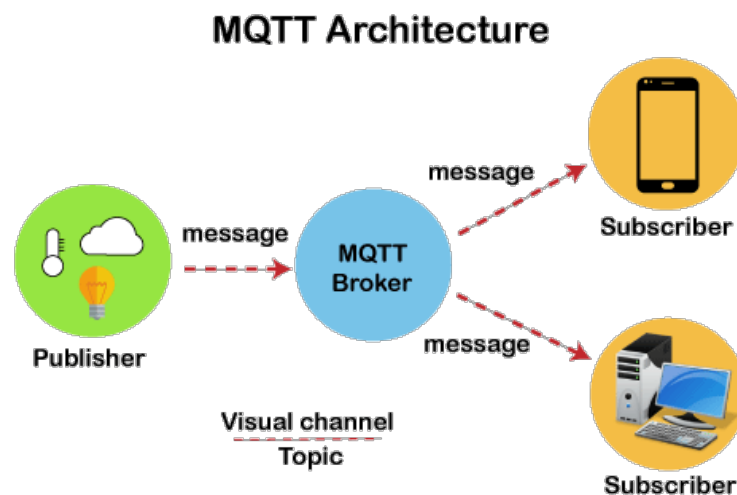 MQTT Architecture
message
Subscriber
message
MQTT
Broker
Publisher
message
Visual channel
Topic
Subscriber